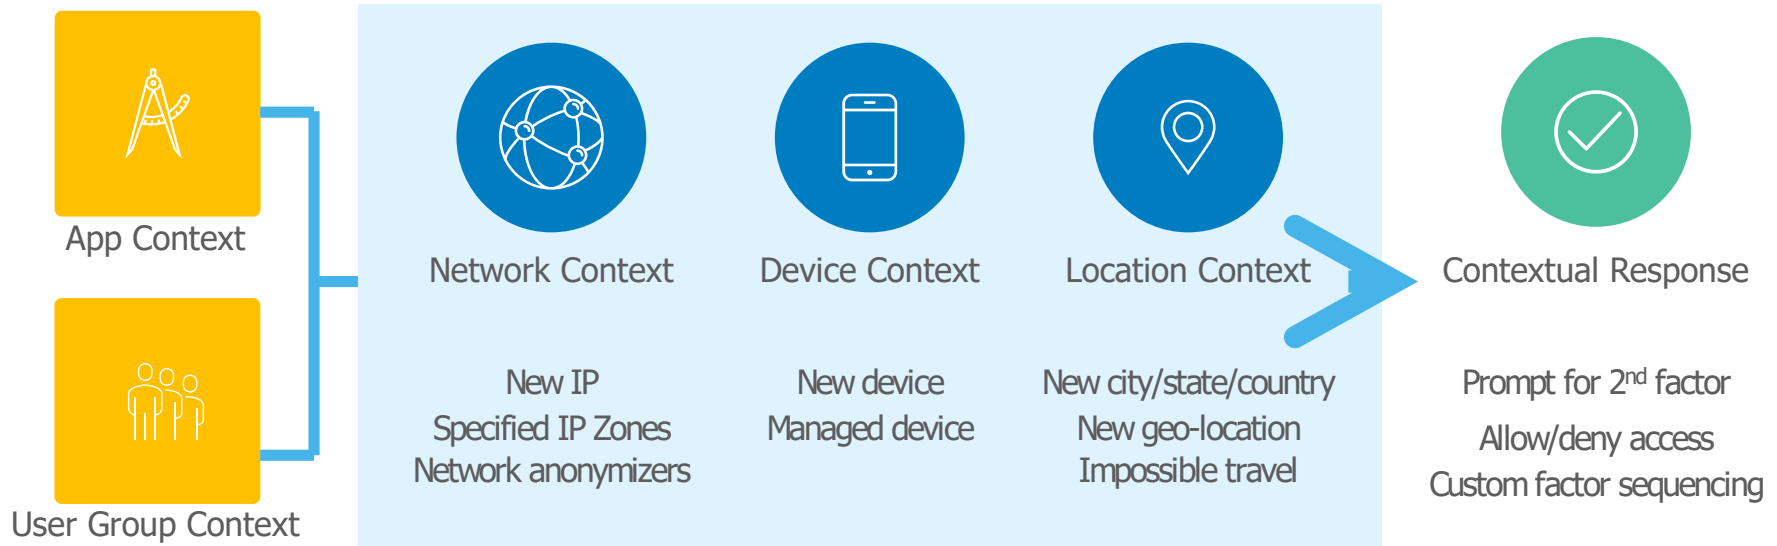 App Context
User Group Context
Network Context
New IP
Specified IP Zones
Network anonymizers
Device Context
New device
Managed device
Location Context
New city/state/country
New geo-location
Impossible travel
Contextual Response
Prompt for 2nd factor
Allow/deny access
Custom factor sequencing